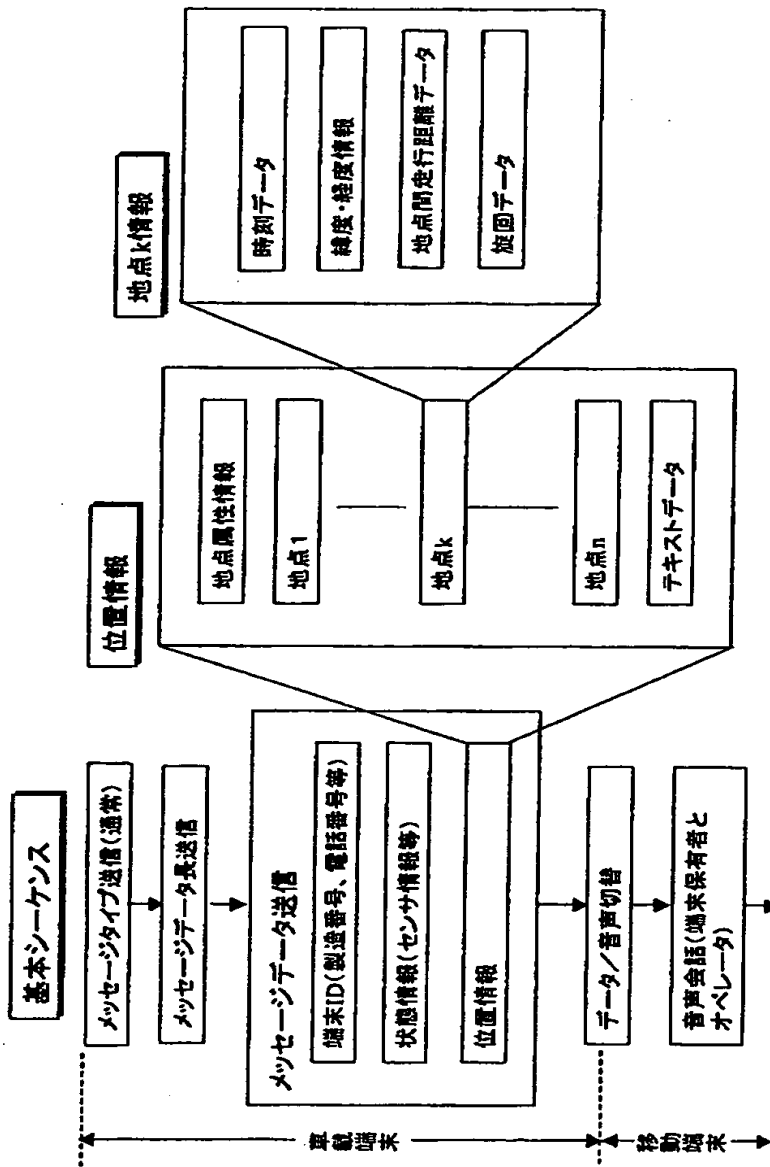 基本シーケンス
メッセージタイプ送信(通常)
メッセージデータ長送信
メッセージデータ送信
端末ID(製造番号、電話番号等)
状態情報(センサ情報等)
位置情報
データ/音声切替
音声会話(端末保有者と
オペレータ)
車載端末
移動端末
位置情報
地点属性情報
地点1
地点k
地点n
テキストデータ
地点k情報
時刻データ
緯度・経度情報
地点間走行距離データ
旋回データ